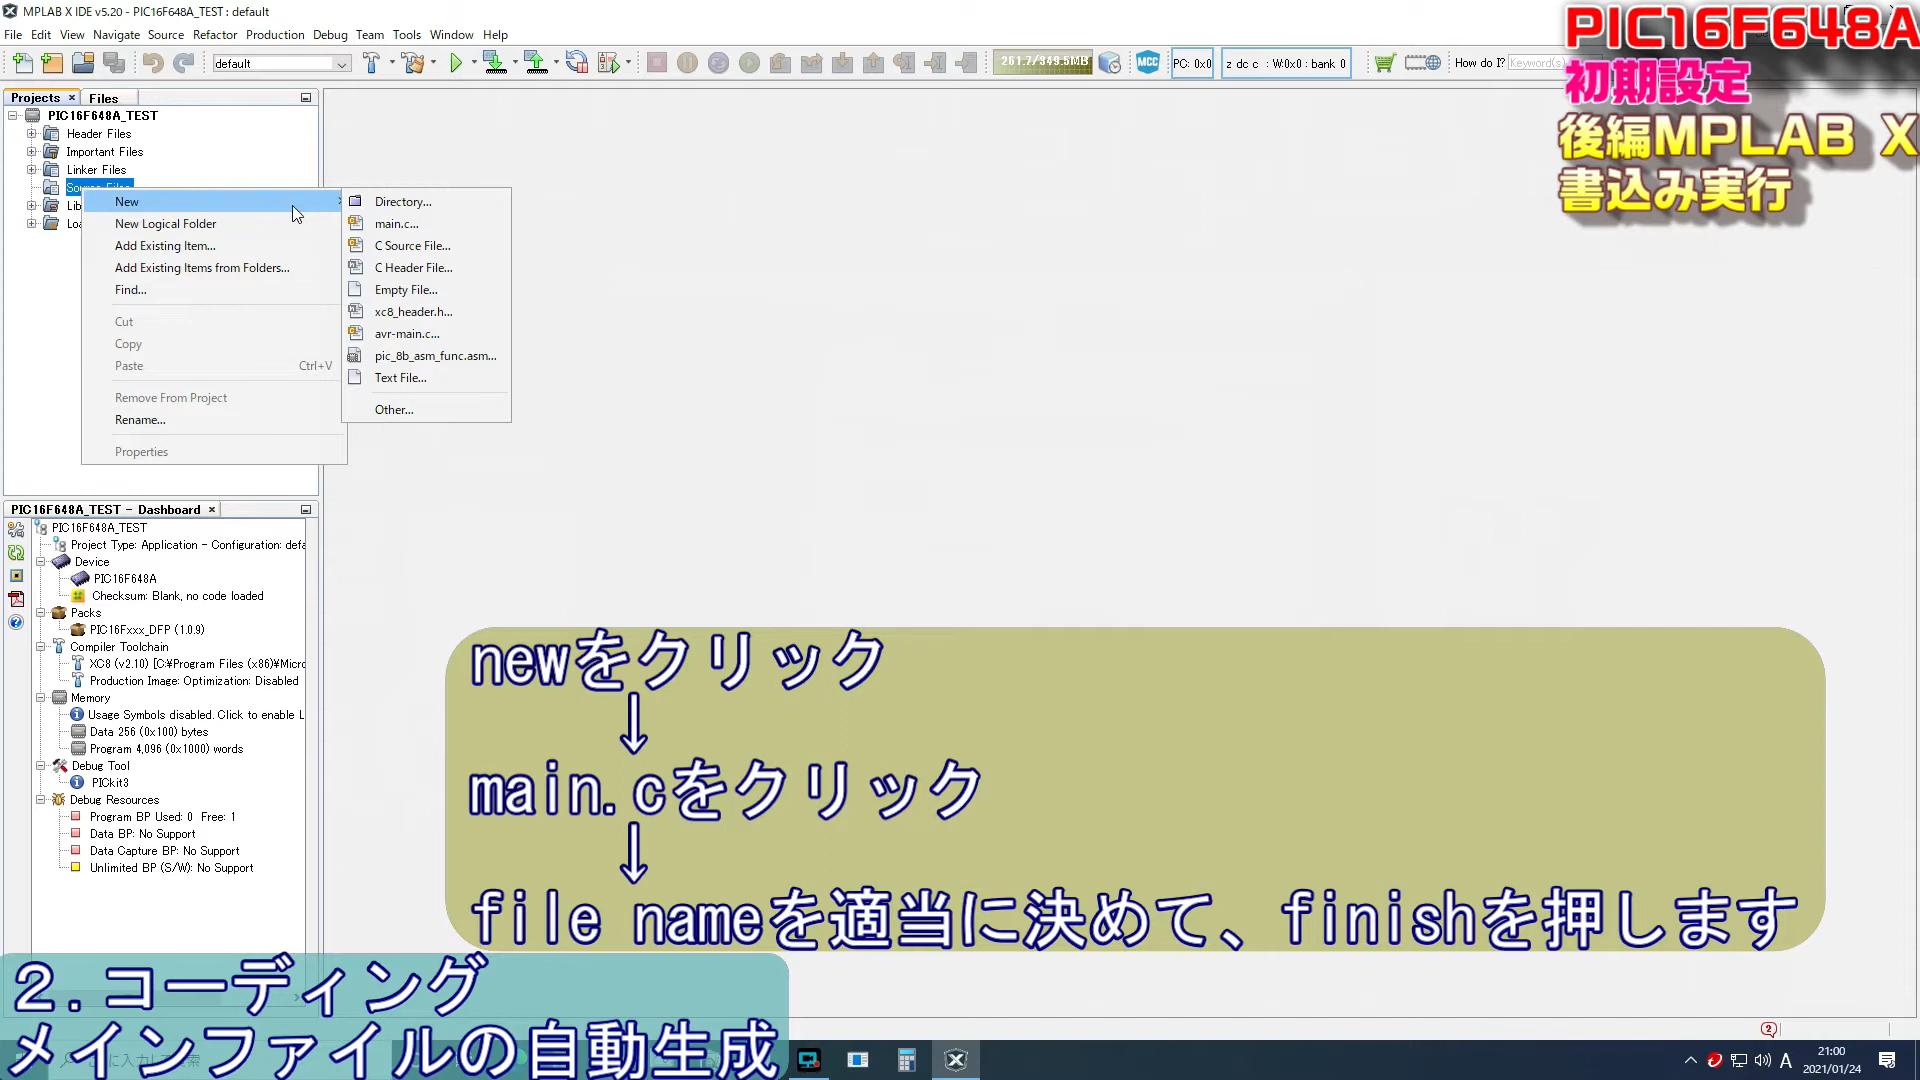 MPLAB X IDE v5.20 - PIC16F648A_TEST : default
File Edit View Navigate Source Refactor Production Debug Team Tools Window Help
default
261.7/349.5MB
MCC
PC: 0x0
z dc c : W:0x0 : bank 0
How do I? Keyword(s)
PIC16F648A
初期設定
後編MPLAB X
書込み実行
Projects × Files
PIC16F648A_TEST
Header Files
Important Files
Linker Files
Source Files
New
New Logical Folder
Add Existing Item...
Add Existing Items from Folders...
Find...
Cut
Copy
Paste Ctrl+V
Remove From Project
Rename...
Properties
Directory...
main.c...
C Source File...
C Header File...
Empty File...
xc8_header.h...
avr-main.c...
pic_8b_asm_func.asm...
Text File...
Other...
PIC16F648A_TEST - Dashboard ×
PIC16F648A_TEST
Project Type: Application - Configuration: defa
Device
PIC16F648A
Checksum: Blank, no code loaded
Packs
PIC16Fxxx_DFP (1.0.9)
Compiler Toolchain
XC8 (v2.10) [C:¥Program Files (x86)¥Micro
Production Image: Optimization: Disabled
Memory
Usage Symbols disabled. Click to enable L
Data 256 (0x100) bytes
Program 4,096 (0x1000) words
Debug Tool
PICkit3
Debug Resources
Program BP Used: 0 Free: 1
Data BP: No Support
Data Capture BP: No Support
Unlimited BP (S/W): No Support
newをクリック
↓
main.cをクリック
↓
file nameを適当に決めて、finishを押します
2.コーディング
メインファイルの自動生成
2
A
21:00
2021/01/24